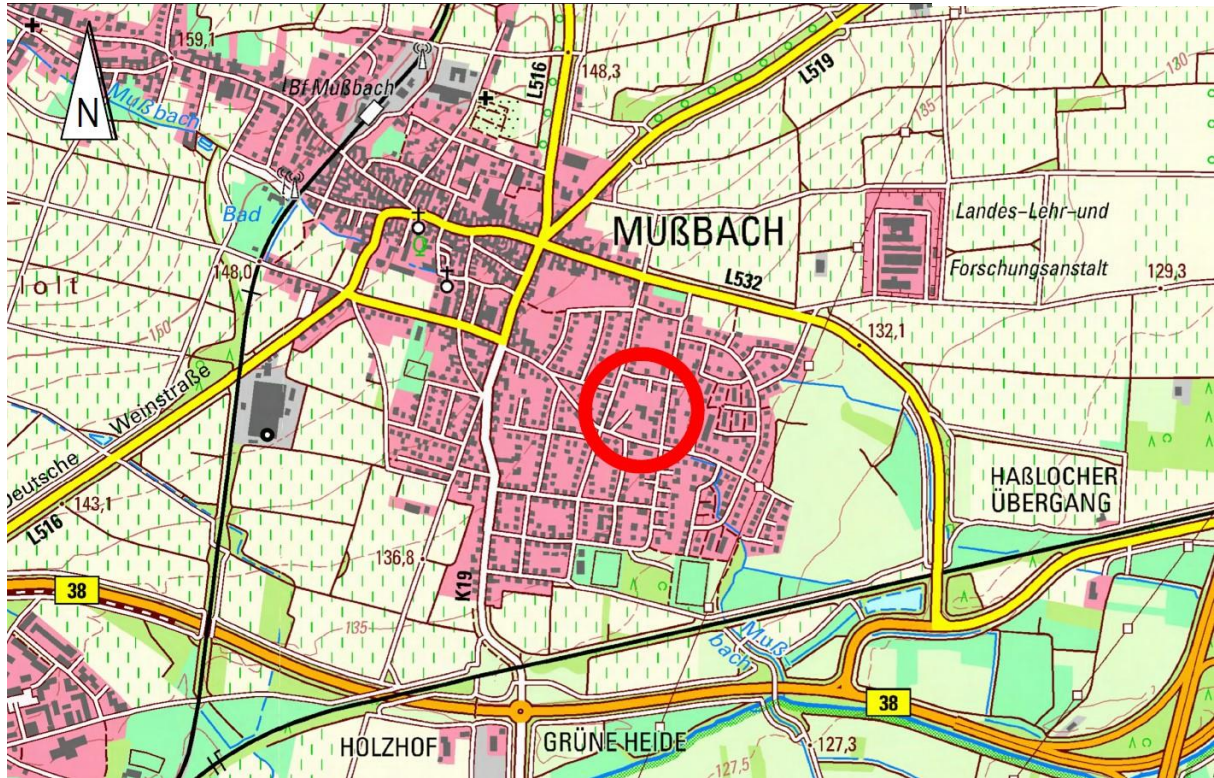 159,1
Mußbach
N
Bf Mußbach
L516
148,3
L519
130
135
Bad
MUßBACH
Landes-Lehr-und
Forschungsanstalt
129,3
L532
148,0
olt
150
132,1
Deutsche Weinstraße
143,1
L516
HAßLOCHER
ÜBERGANG
136,8
K19
38
135
Muß
bach
38
HOLZHOF
GRÜNE HEIDE
127,3
127,5